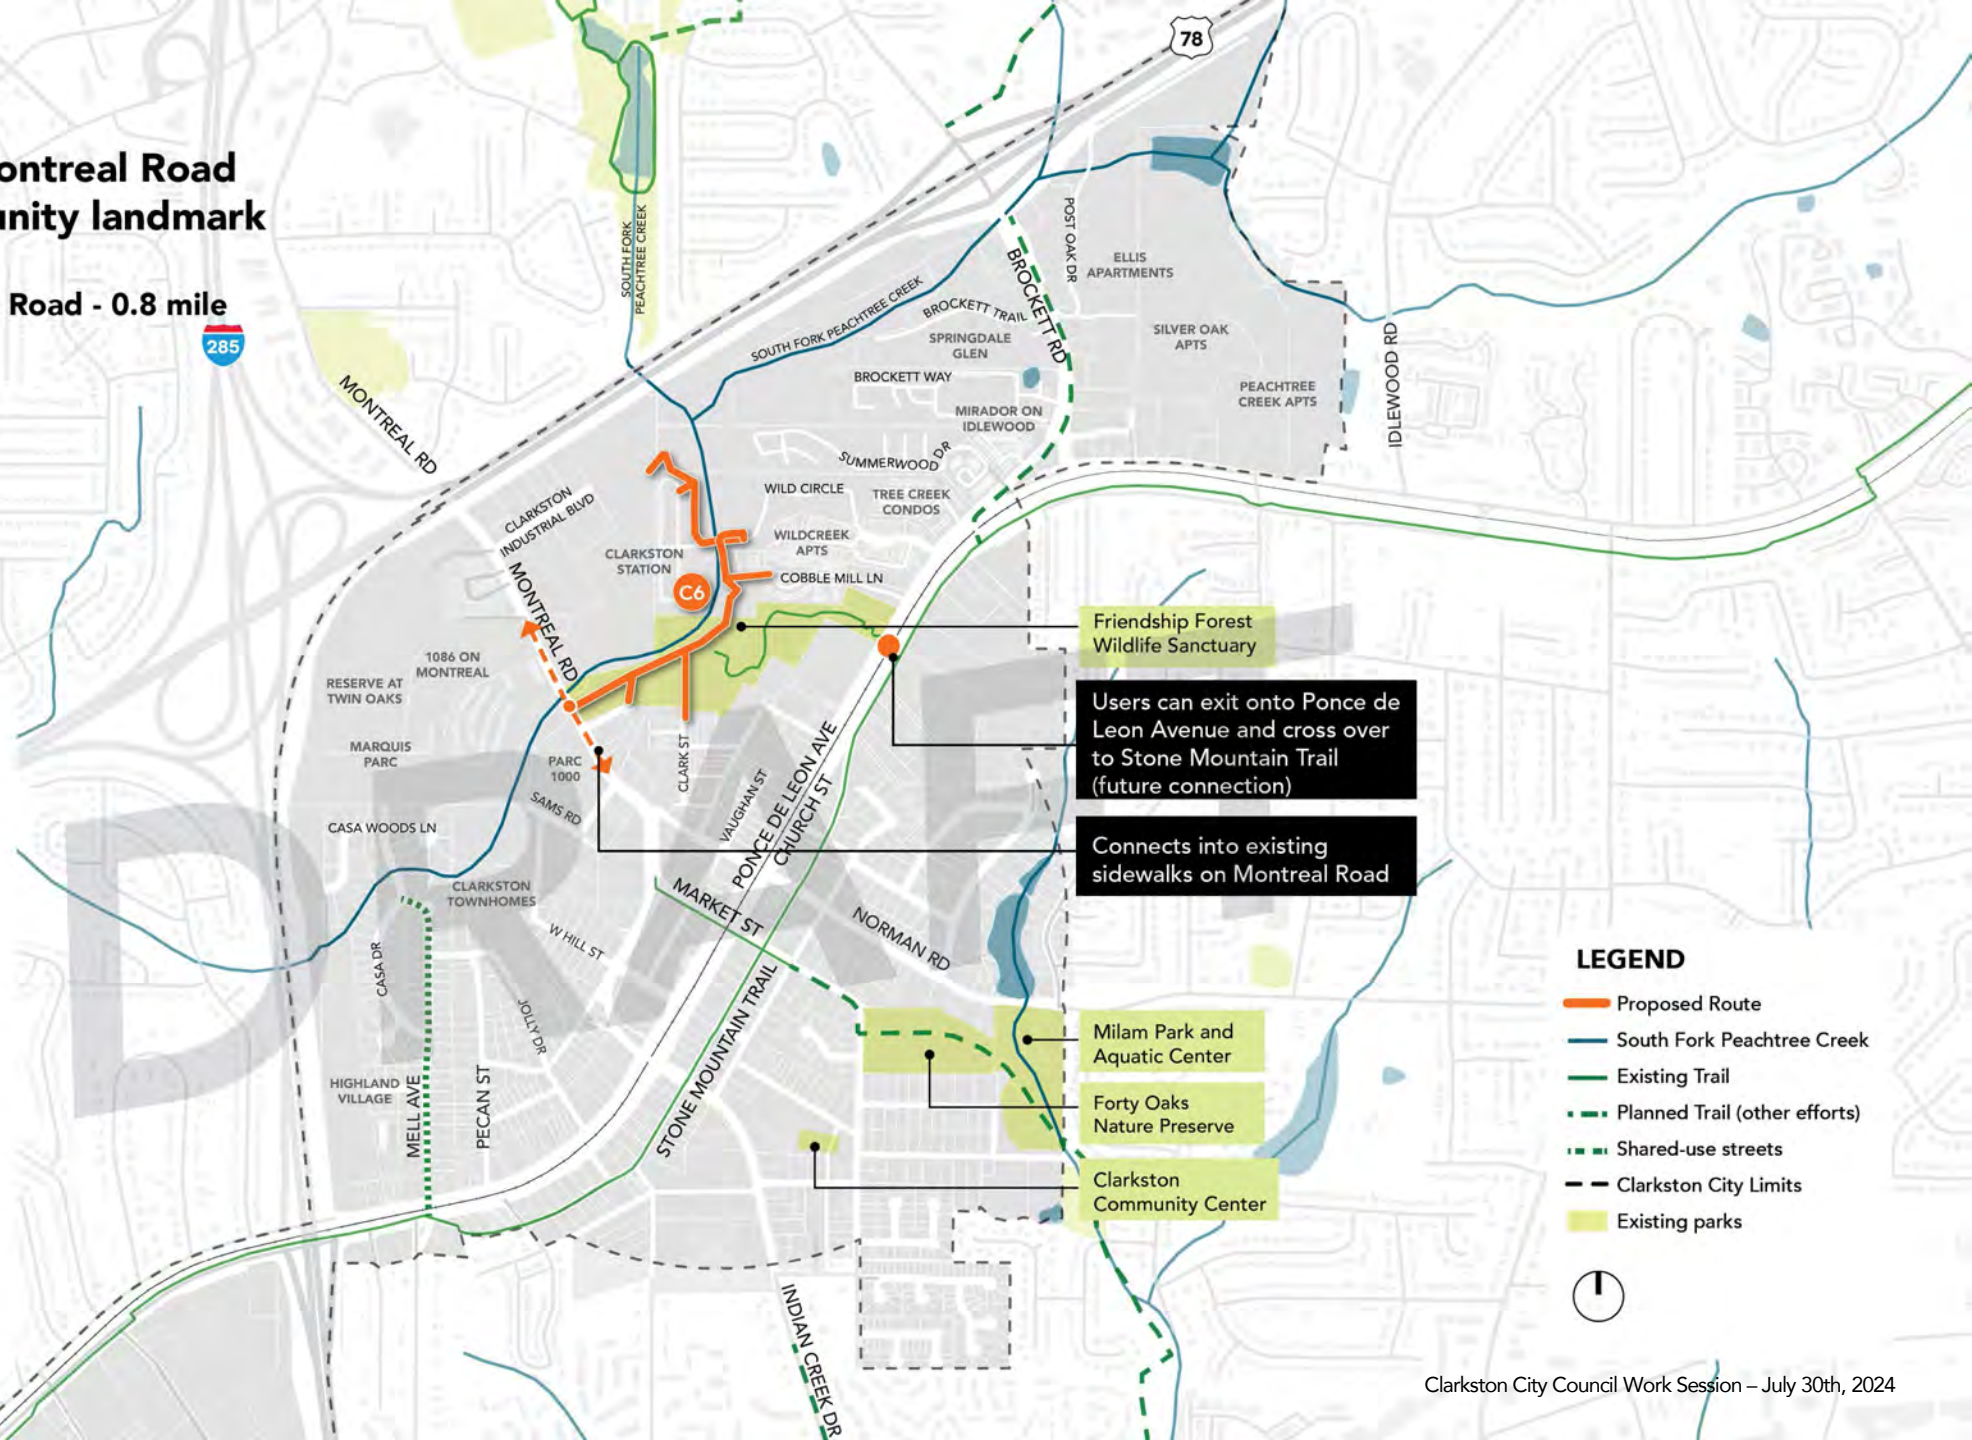 ontreal Road
unity landmark
Road - 0.8 mile
78
285
SOUTH FORK
PEACHTREE CREEK
MONTREAL RD
SOUTH FORK PEACHTREE CREEK
BROCKETT TRAIL
BROCKETT RD
POST OAK DR
ELLIS
APARTMENTS
SPRINGDALE
GLEN
SILVER OAK
APTS
IDLEWOOD RD
BROCKETT WAY
PEACHTREE
CREEK APTS
MIRADOR ON
IDLEWOOD
SUMMERWOOD DR
WILD CIRCLE
TREE CREEK
CONDOS
CLARKSTON
INDUSTRIAL BLVD
CLARKSTON
STATION
WILDCREEK
APTS
COBBLE MILL LN
C6
MONTREAL RD
Friendship Forest
Wildlife Sanctuary
1086 ON
MONTREAL
RESERVE AT
TWIN OAKS
Users can exit onto Ponce de
Leon Avenue and cross over
to Stone Mountain Trail
(future connection)
MARQUIS
PARC
PARC
1000
CLARK ST
VAUGHAN ST
PONCE DE LEON AVE
CHURCH ST
SAMS RD
CASA WOODS LN
Connects into existing
sidewalks on Montreal Road
DRAFT
CLARKSTON
TOWNHOMES
MARKET ST
NORMAN RD
W HILL ST
CASA DR
JOLLY DR
STONE MOUNTAIN TRAIL
HIGHLAND
VILLAGE
MELL AVE
PECAN ST
Milam Park and
Aquatic Center
Forty Oaks
Nature Preserve
Clarkston
Community Center
INDIAN CREEK DR
LEGEND
Proposed Route
South Fork Peachtree Creek
Existing Trail
Planned Trail (other efforts)
Shared-use streets
Clarkston City Limits
Existing parks
Clarkston City Council Work Session – July 30th, 2024